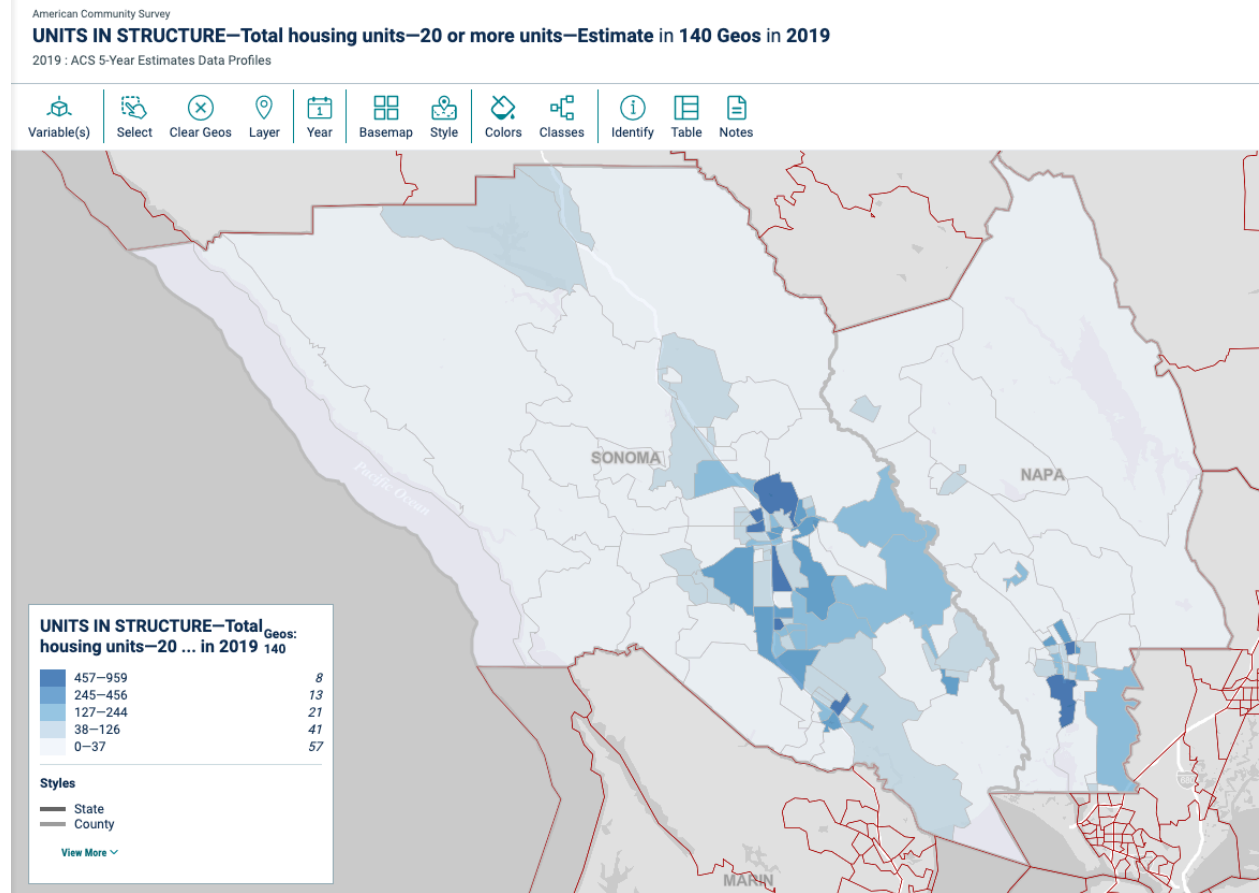 American Community Survey
UNITS IN STRUCTURE—Total housing units—20 or more units—Estimate in 140 Geos in 2019
2019 : ACS 5-Year Estimates Data Profiles
Variable(s) Select Clear Geos Layer 1 Year Basemap Style Colors Classes i Identify Table Notes
SONOMA
NAPA
Pacific Ocean
UNITS IN STRUCTURE—Total housing units—20 ... in 2019 Geos: 140
457—959 8
245—456 13
127—244 21
38—126 41
0—37 57
Styles
State
County
View More
MARIN